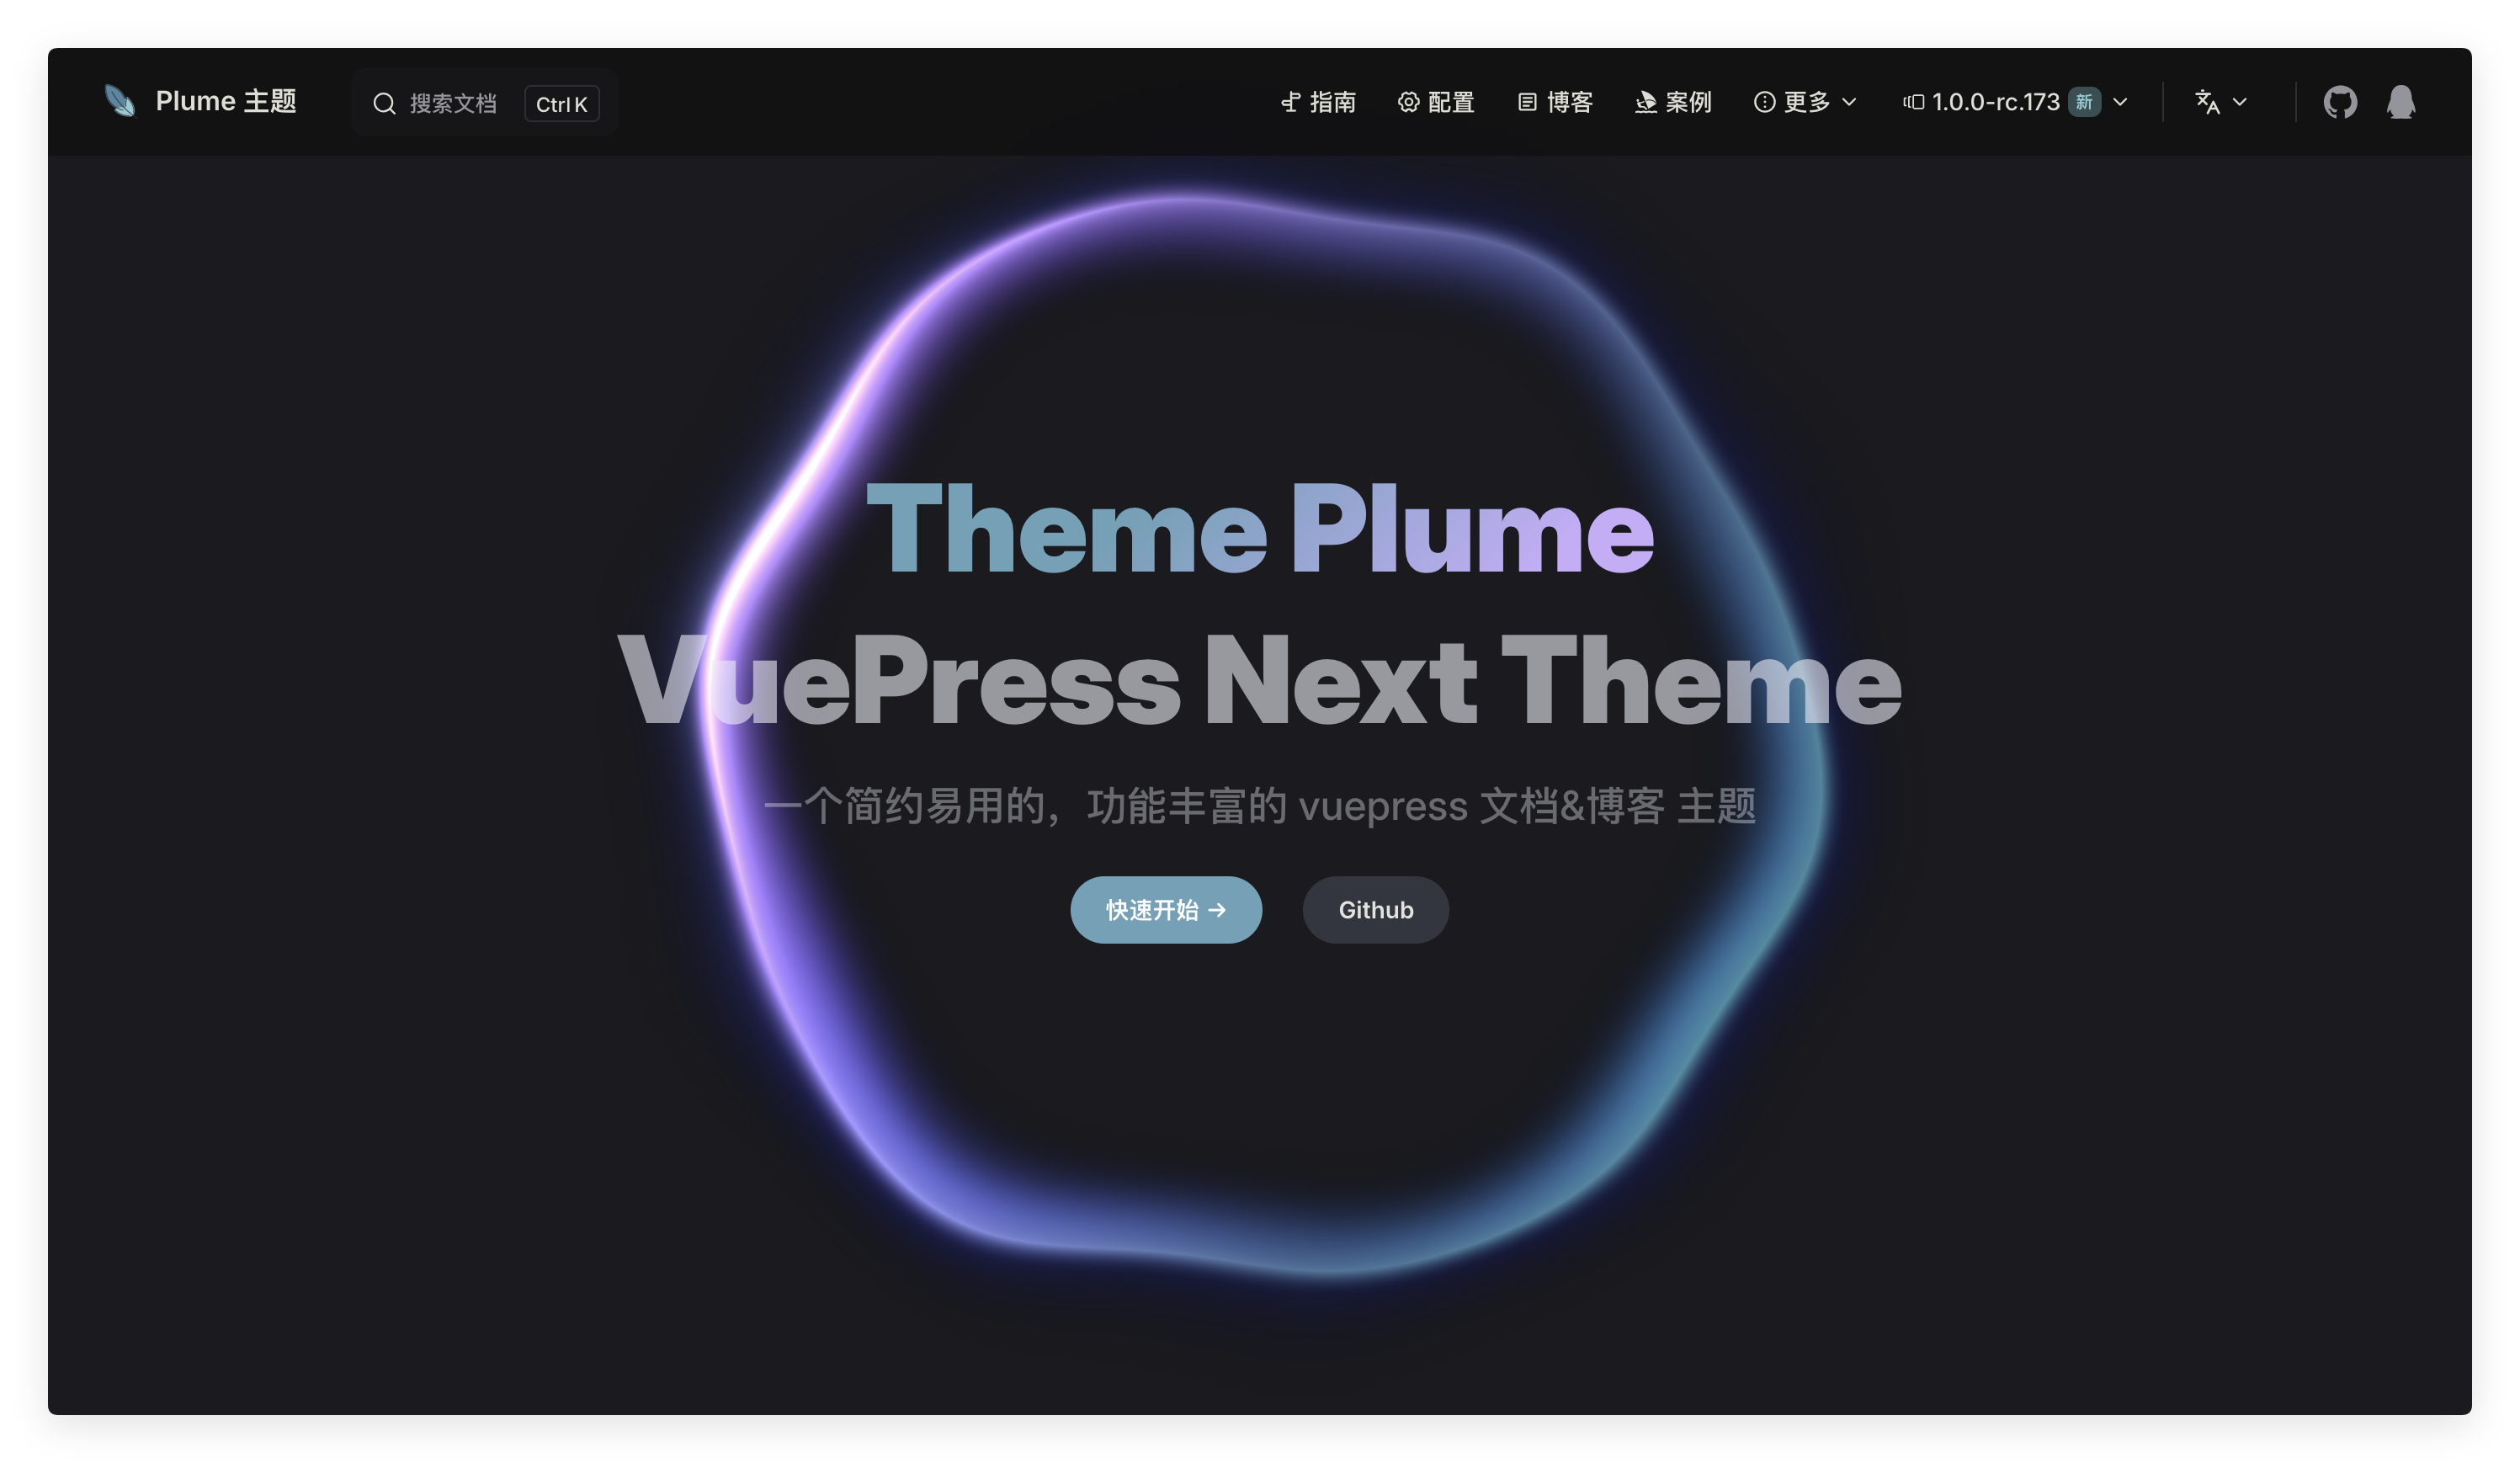 Plume 主题 搜索文档 Ctrl K 指南 配置 博客 案例 更多 1.0.0-rc.173 新
Theme Plume
VuePress Next Theme
一个简约易用的，功能丰富的 vuepress 文档&博客 主题
快速开始 → Github